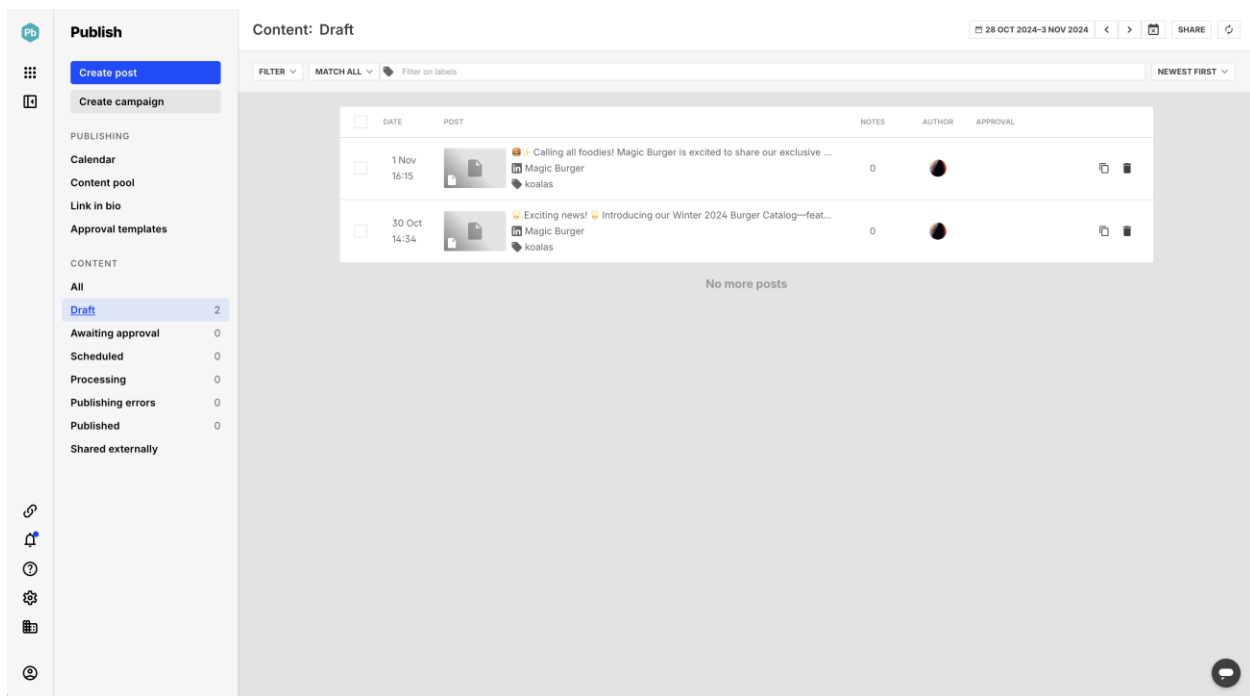 Pb
Publish
Create post
Create campaign
PUBLISHING
Calendar
Content pool
Link in bio
Approval templates
CONTENT
All
Draft 2
Awaiting approval 0
Scheduled 0
Processing 0
Publishing errors 0
Published 0
Shared externally
Content: Draft
28 OCT 2024–3 NOV 2024
SHARE
FILTER
MATCH ALL
Filter on labels
NEWEST FIRST
DATE POST NOTES AUTHOR APPROVAL
1 Nov
16:15
🍔✨ Calling all foodies! Magic Burger is excited to share our exclusive ...
in Magic Burger
koalas
0
30 Oct
14:34
Exciting news! Introducing our Winter 2024 Burger Catalog—feat...
in Magic Burger
koalas
0
No more posts